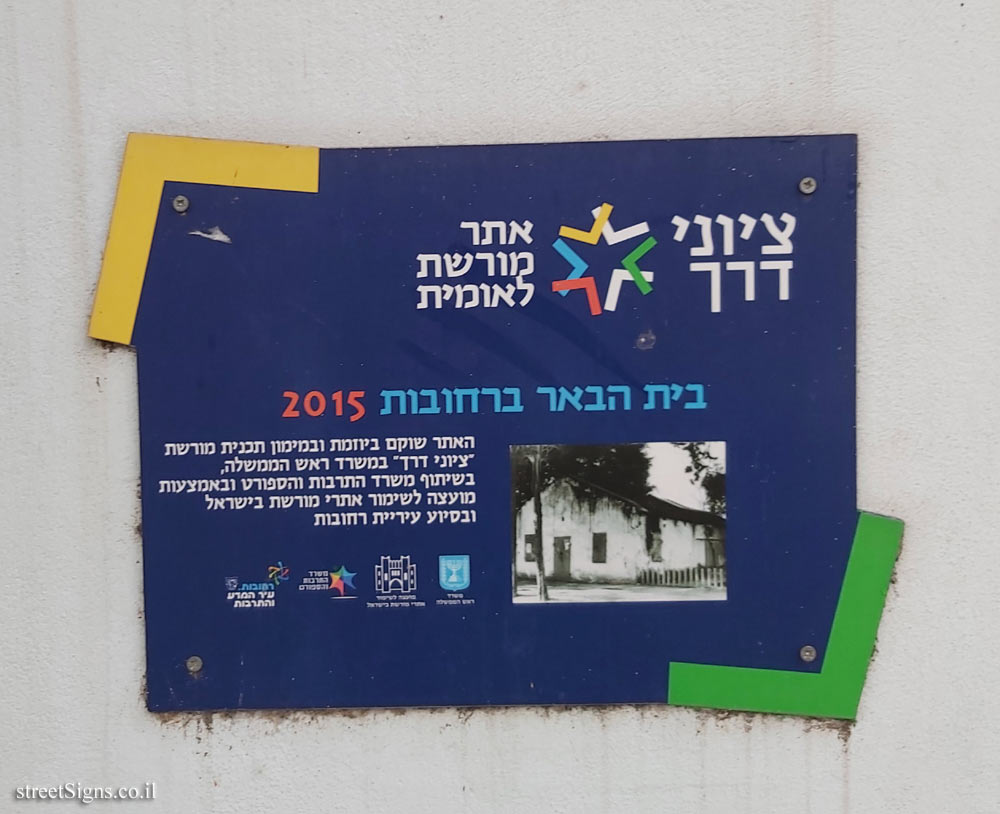 ציוני
דרך
אתר
מורשת
לאומית
בית הבאר ברחובות 2015
האתר שוקם ביוזמת ובמימון תכנית מורשת
"ציוני דרך" במשרד ראש הממשלה,
בשיתוף משרד התרבות והספורט ובאמצעות
מועצה לשימור אתרי מורשת בישראל
ובסיוע עיריית רחובות
משרד
ראש הממשלה
מועצה לשימור
אתרי מורשת בישראל
משרד
התרבות
והספורט
רחובות.
עיר המדע
והתרבות
streetSigns.co.il